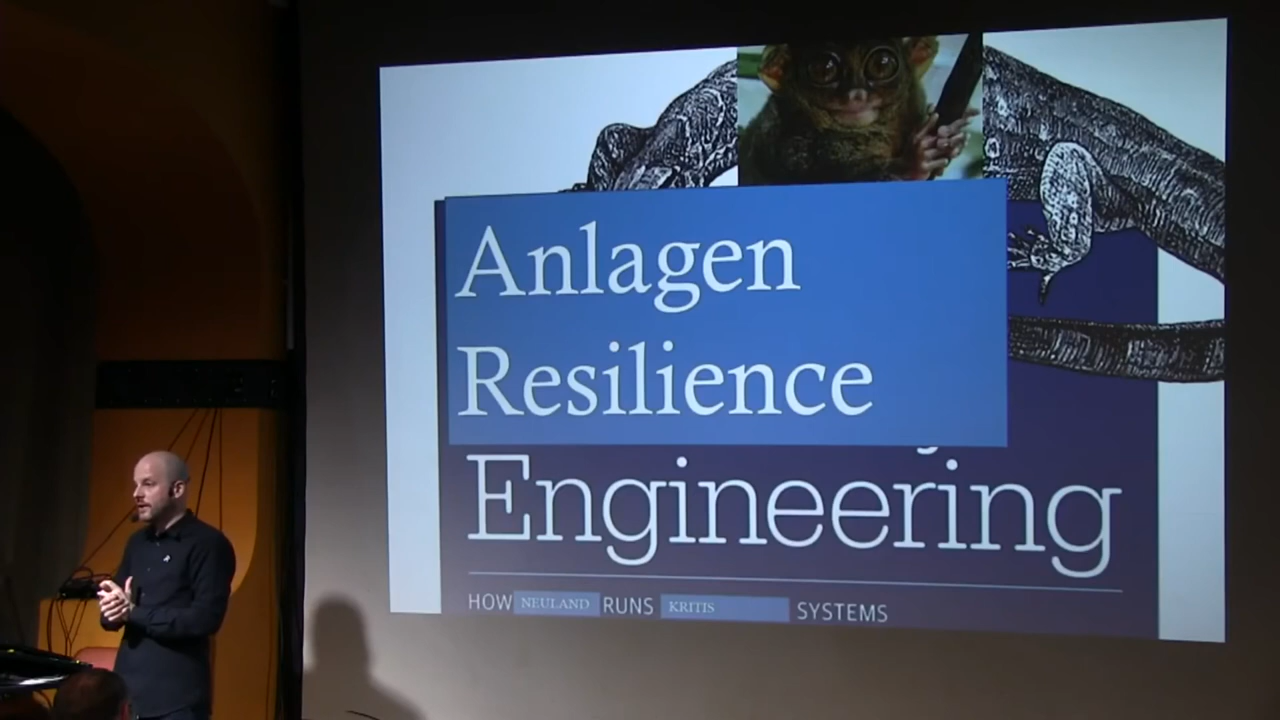 Anlagen
Resilience
Engineering
HOW NEULAND RUNS KRITIS SYSTEMS